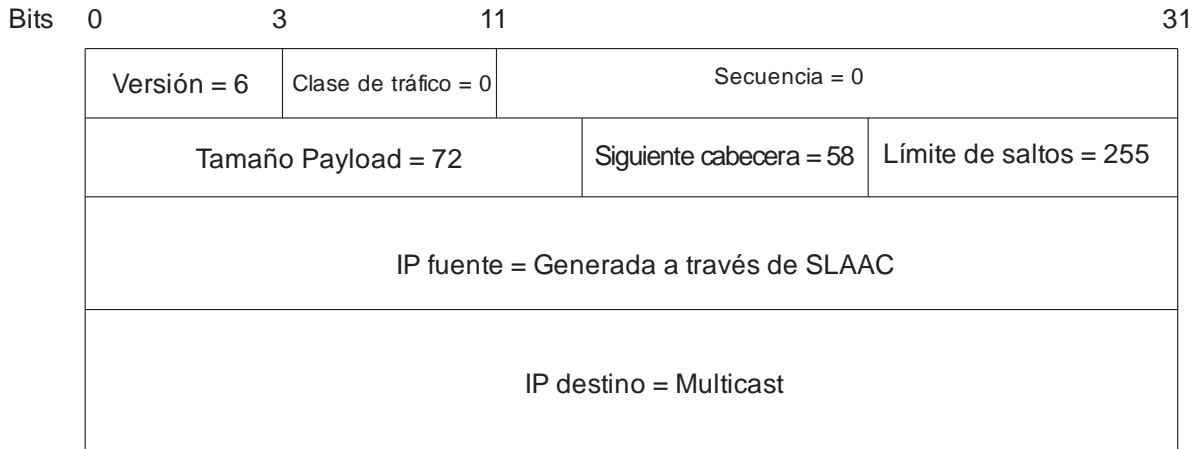 Bits 0 3 11 31
Versión = 6 Clase de tráfico = 0 Secuencia = 0
Tamaño Payload = 72 Siguiente cabecera = 58 Límite de saltos = 255
IP fuente = Generada a través de SLAAC
IP destino = Multicast